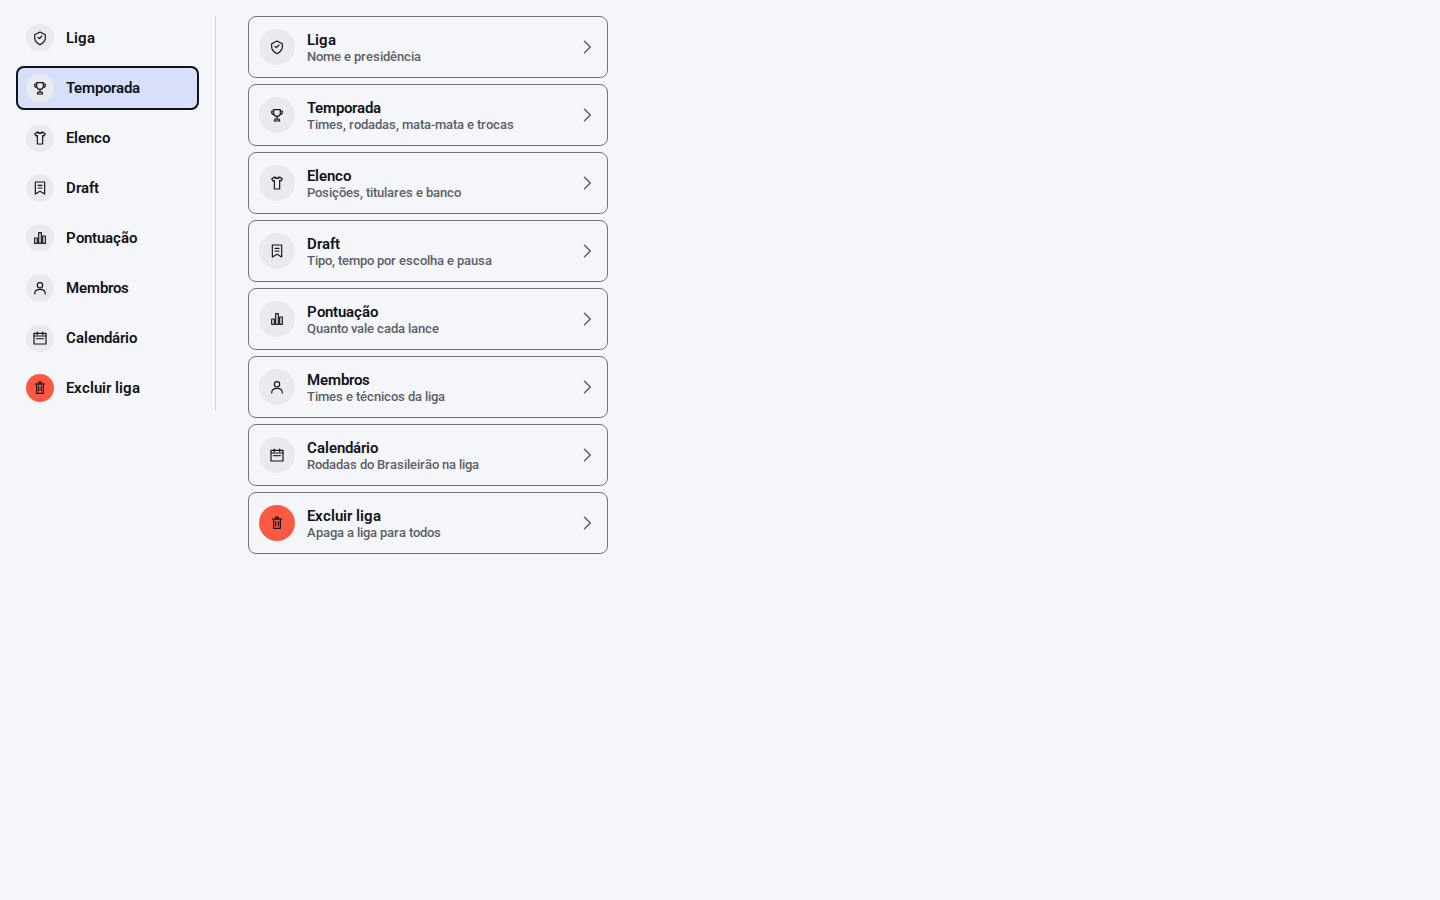 Liga
Temporada
Elenco
Draft
Pontuação
Membros
Calendário
Excluir liga
Liga
Nome e presidência
Temporada
Times, rodadas, mata-mata e trocas
Elenco
Posições, titulares e banco
Draft
Tipo, tempo por escolha e pausa
Pontuação
Quanto vale cada lance
Membros
Times e técnicos da liga
Calendário
Rodadas do Brasileirão na liga
Excluir liga
Apaga a liga para todos